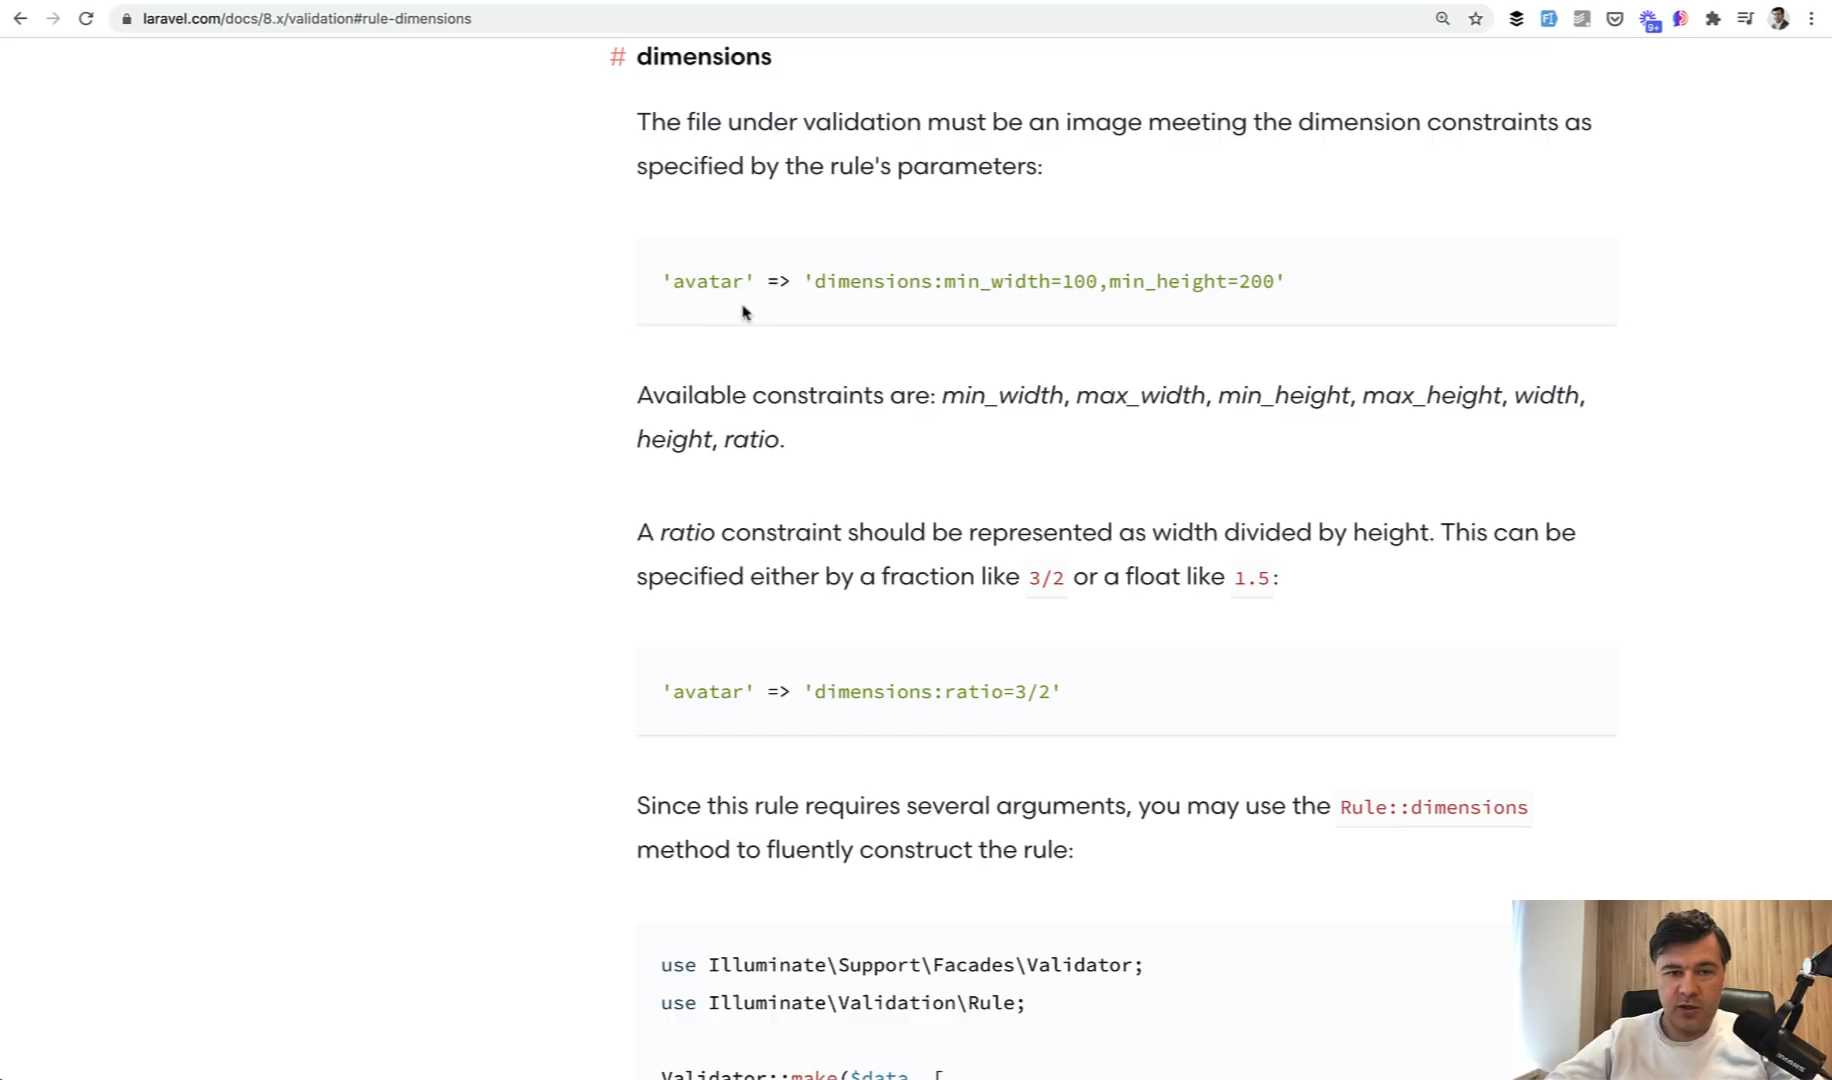 laravel.com/docs/8.x/validation#rule-dimensions
9+
# dimensions
The file under validation must be an image meeting the dimension constraints as
specified by the rule's parameters:
'avatar' => 'dimensions:min_width=100,min_height=200'
Available constraints are: min_width, max_width, min_height, max_height, width,
height, ratio.
A ratio constraint should be represented as width divided by height. This can be
specified either by a fraction like 3/2 or a float like 1.5:
'avatar' => 'dimensions:ratio=3/2'
Since this rule requires several arguments, you may use the Rule::dimensions
method to fluently construct the rule:
use Illuminate\Support\Facades\Validator;
use Illuminate\Validation\Rule;
Validator::make($data, [